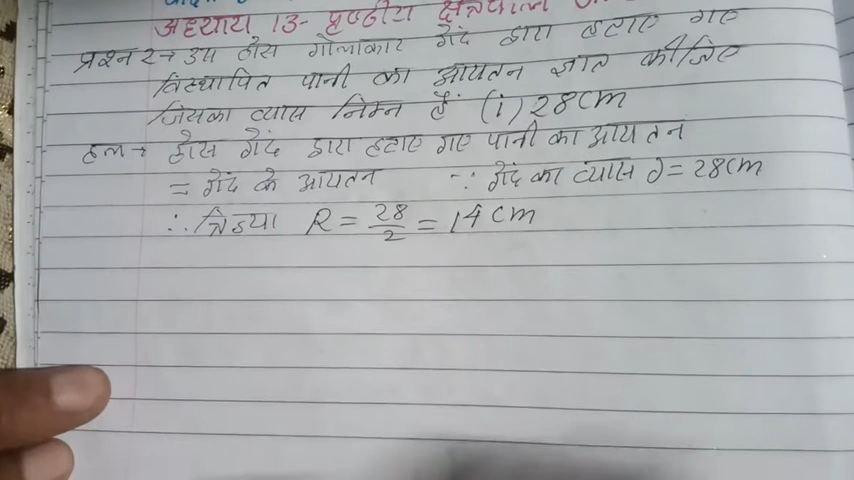 अध्याय 13- पृष्ठीय क्षेत्रफल
प्रश्न 2→ उस ठोस गोलाकार गेंद द्वारा हटाए गए
विस्थापित पानी का आयतन ज्ञात कीजिए
जिसका व्यास निम्न है (i) 28cm
हल→ ठोस गेंद द्वारा हटाए गए पानी का आयतन
= गेंद के आयतन ∵ गेंद का व्यास d = 28cm
∴ त्रिज्या R = 28/2 = 14 cm